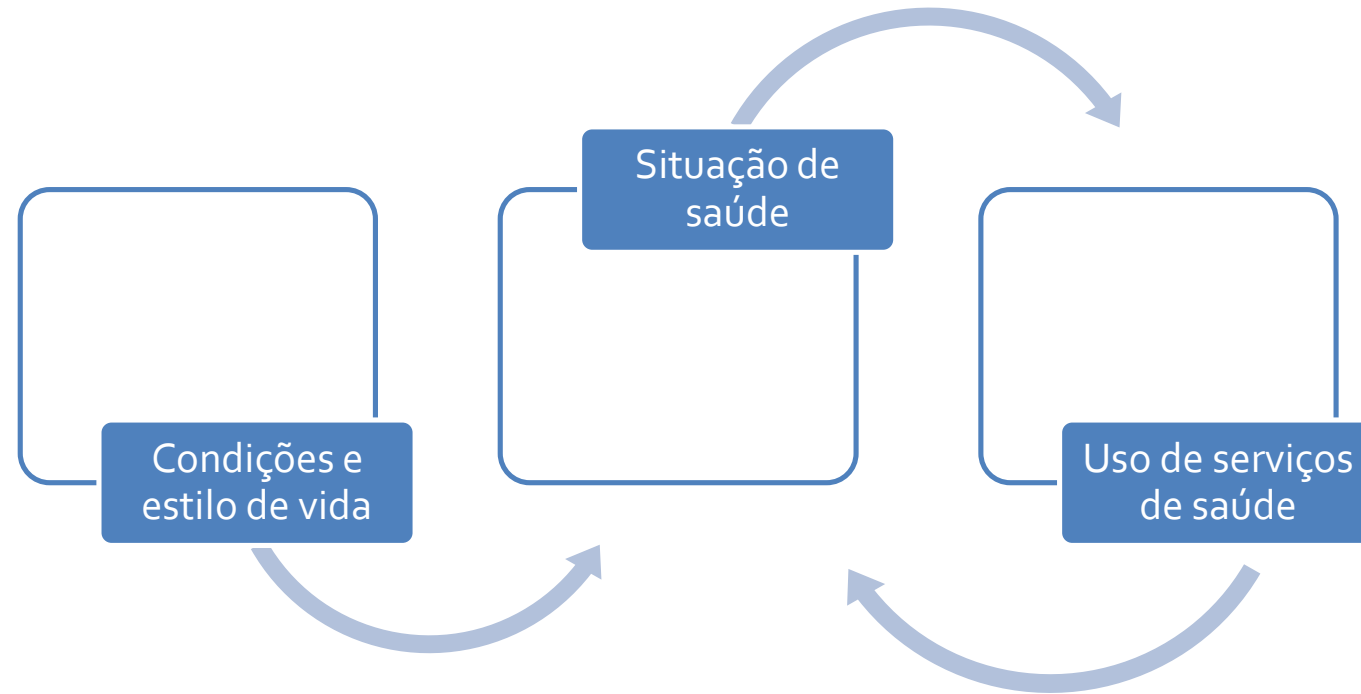 Situação de
saúde
Condições e
estilo de vida
Uso de serviços
de saúde